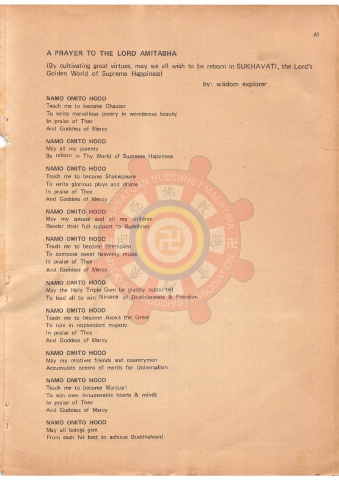 40
A PRAYER TO THE LORD AMITABHA
(By cultivating great virtues, may we all wish to be reborn in SUKHAVATI, the Lord's
Golden World of Supreme Happiness!
by: wisdom explorer
NAMO OMITO HOOD
Teach me to become Chaucer
To write marvellous poetry in wonderous beauty
In praise of Thee
And Goddess of Mercy
NAMO OMITO HOOD
May all my parents
Be reborn in Thy World of Supreme Happiness
NAMO OMITO HOOD
Teach me to become Shakespeare
To write glorious plays and drama
In praise of Thee
And Goddess of Mercy
NAMO OMITO HOOD
May my spouse and all my children
Render their full support to Buddhism
NAMO OMITO HOOD
Teach me to become Beethoven
To compose sweet heavenly music
In praise of Thee
And Goddess of Mercy
NAMO OMITO HOOD
May the Holy Triple Gem be greatly supported
To lead all to win Nirvana of Deathlessness & Freedom
NAMO OMITO HOOD
Teach me to become Asoka the Great
To rule in resplendent majesty
In praise of Thee
And Goddess of Mercy
NAMO OMITO HOOD
May my relatives friends and countrymen
Accumulate oceans of merits for Universalism
NAMO OMITO HOOD
Teach me to become Manjusri
To win over innumerable hearts & minds
In praise of Thee
And Goddess of Mercy
NAMO OMITO HOOD
May all beings give
From each his best to achieve Buddhahood.
BUDDHIST
MALAYSIA
ASSOCIATION
佛
教